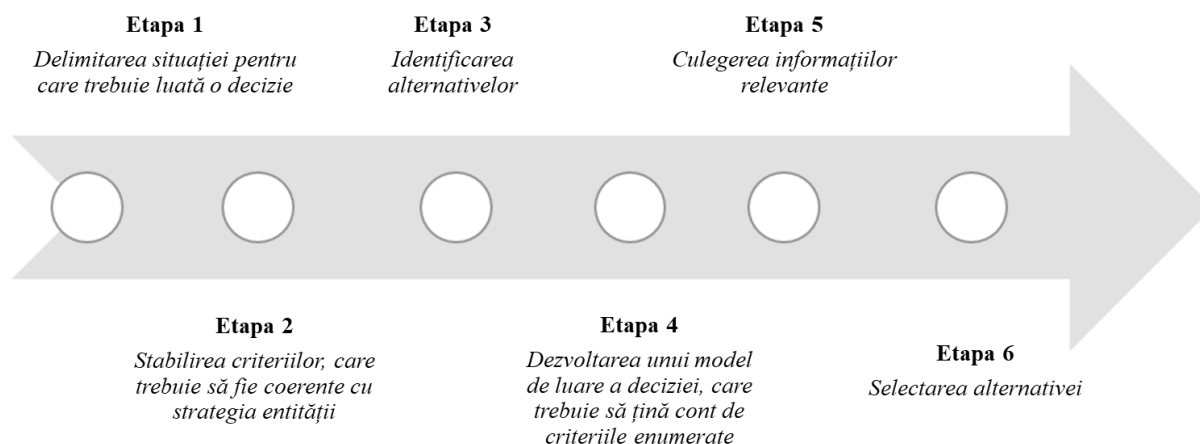 Etapa 1
Delimitarea situației pentru
care trebuie luată o decizie
Etapa 3
Identificarea
alternativelor
Etapa 5
Culegerea informațiilor
relevante
Etapa 2
Stabilirea criteriilor, care
trebuie să fie coerente cu
strategia entității
Etapa 4
Dezvoltarea unui model
de luare a deciziei, care
trebuie să țină cont de
criteriile enumerate
Etapa 6
Selectarea alternativei